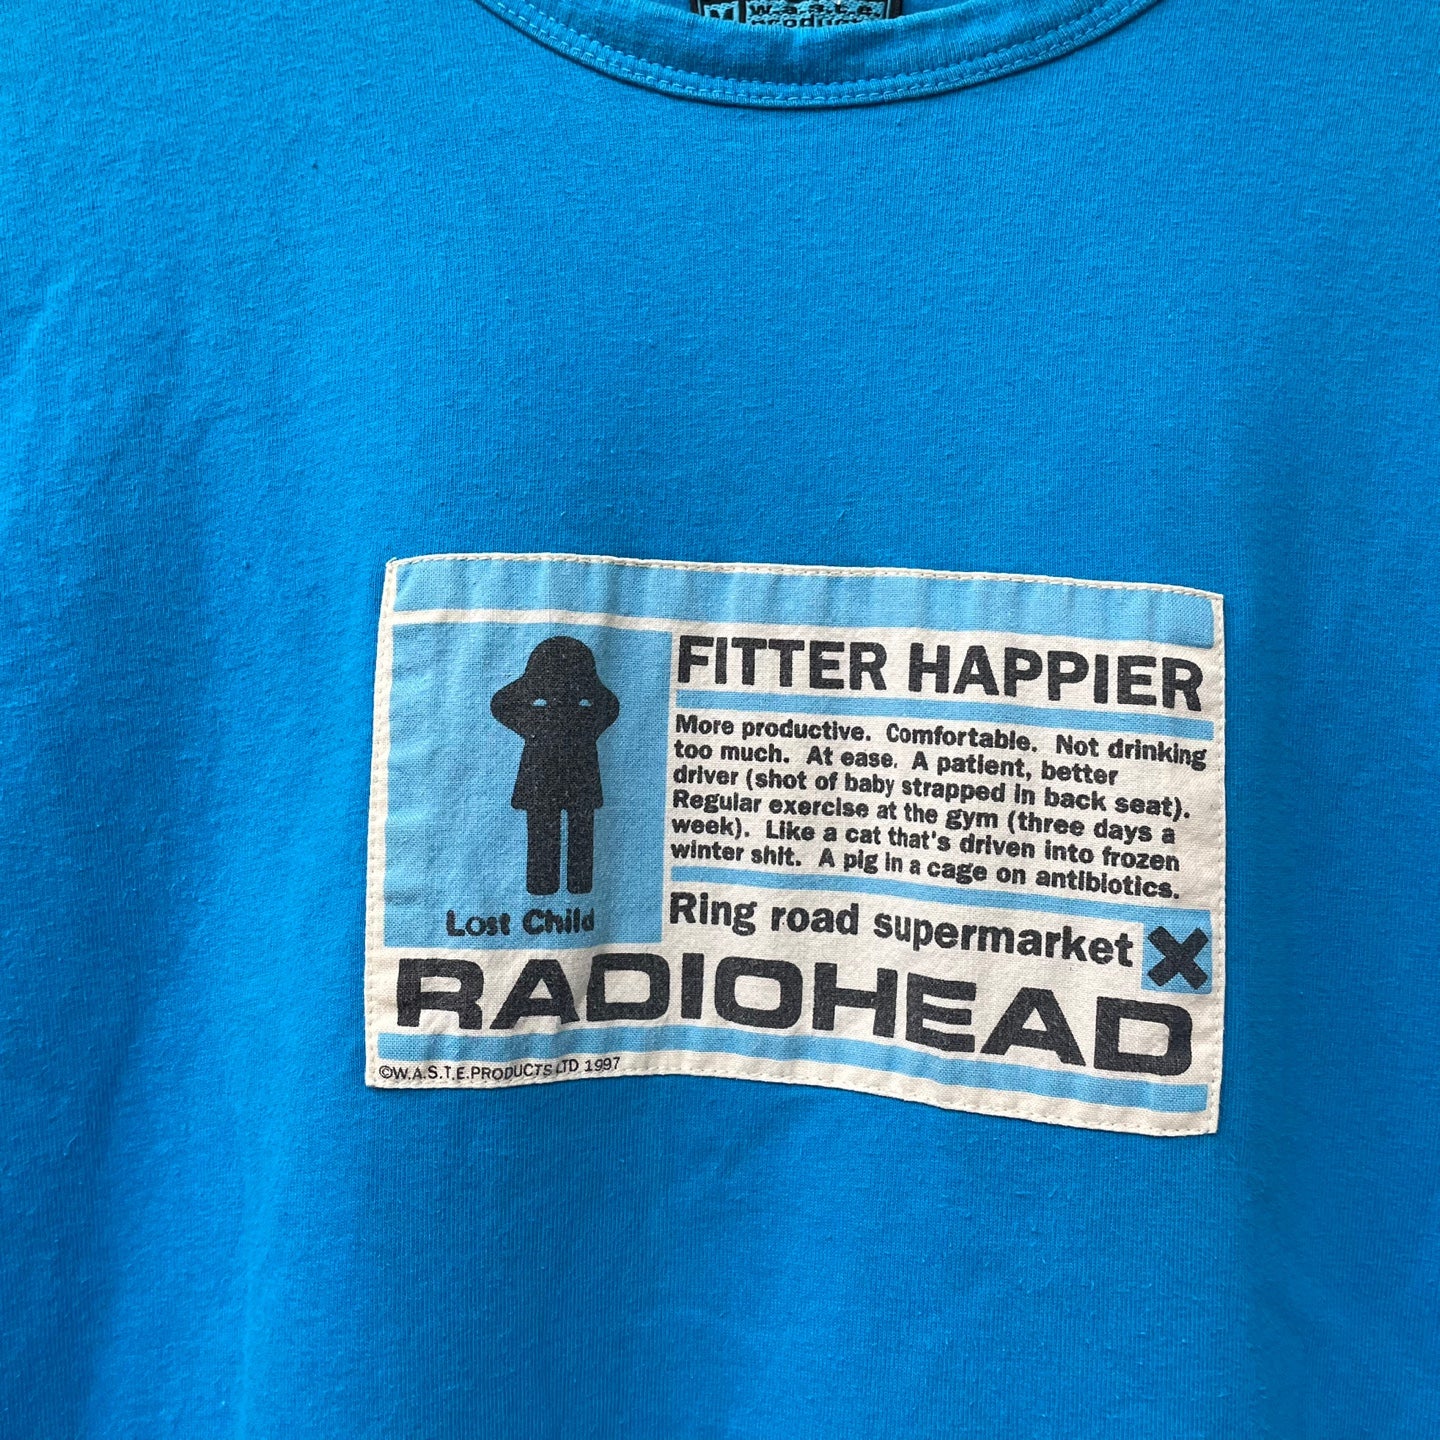 M w.a.s.t.e.
products
FITTER HAPPIER
More productive. Comfortable. Not drinking
too much. At ease. A patient, better
driver (shot of baby strapped in back seat).
Regular exercise at the gym (three days a
week). Like a cat that's driven into frozen
winter shit. A pig in a cage on antibiotics.
Lost Child
Ring road supermarket
RADIOHEAD
©W.A.S.T.E.PRODUCTS LTD 1997